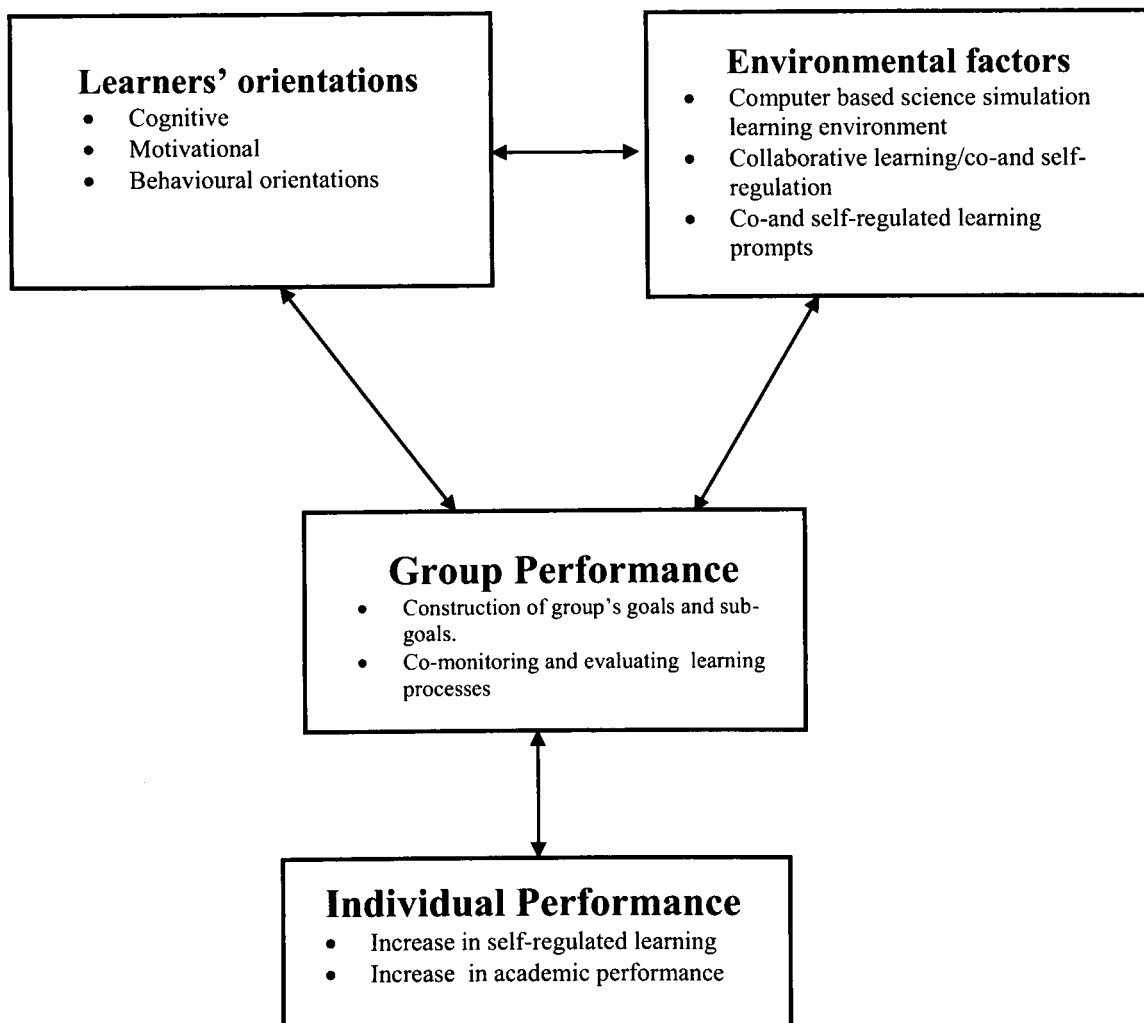 Learners' orientations
• Cognitive
• Motivational
• Behavioural orientations
Environmental factors
• Computer based science simulation
learning environment
• Collaborative learning/co-and self-
regulation
• Co-and self-regulated learning
prompts
Group Performance
• Construction of group's goals and sub-
goals.
• Co-monitoring and evaluating learning
processes
Individual Performance
• Increase in self-regulated learning
• Increase in academic performance